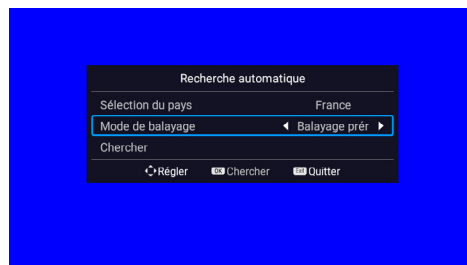 Recherche automatique
Sélection du pays France
Mode de balayage Balayage prér
Chercher
Régler OK Chercher Exit Quitter